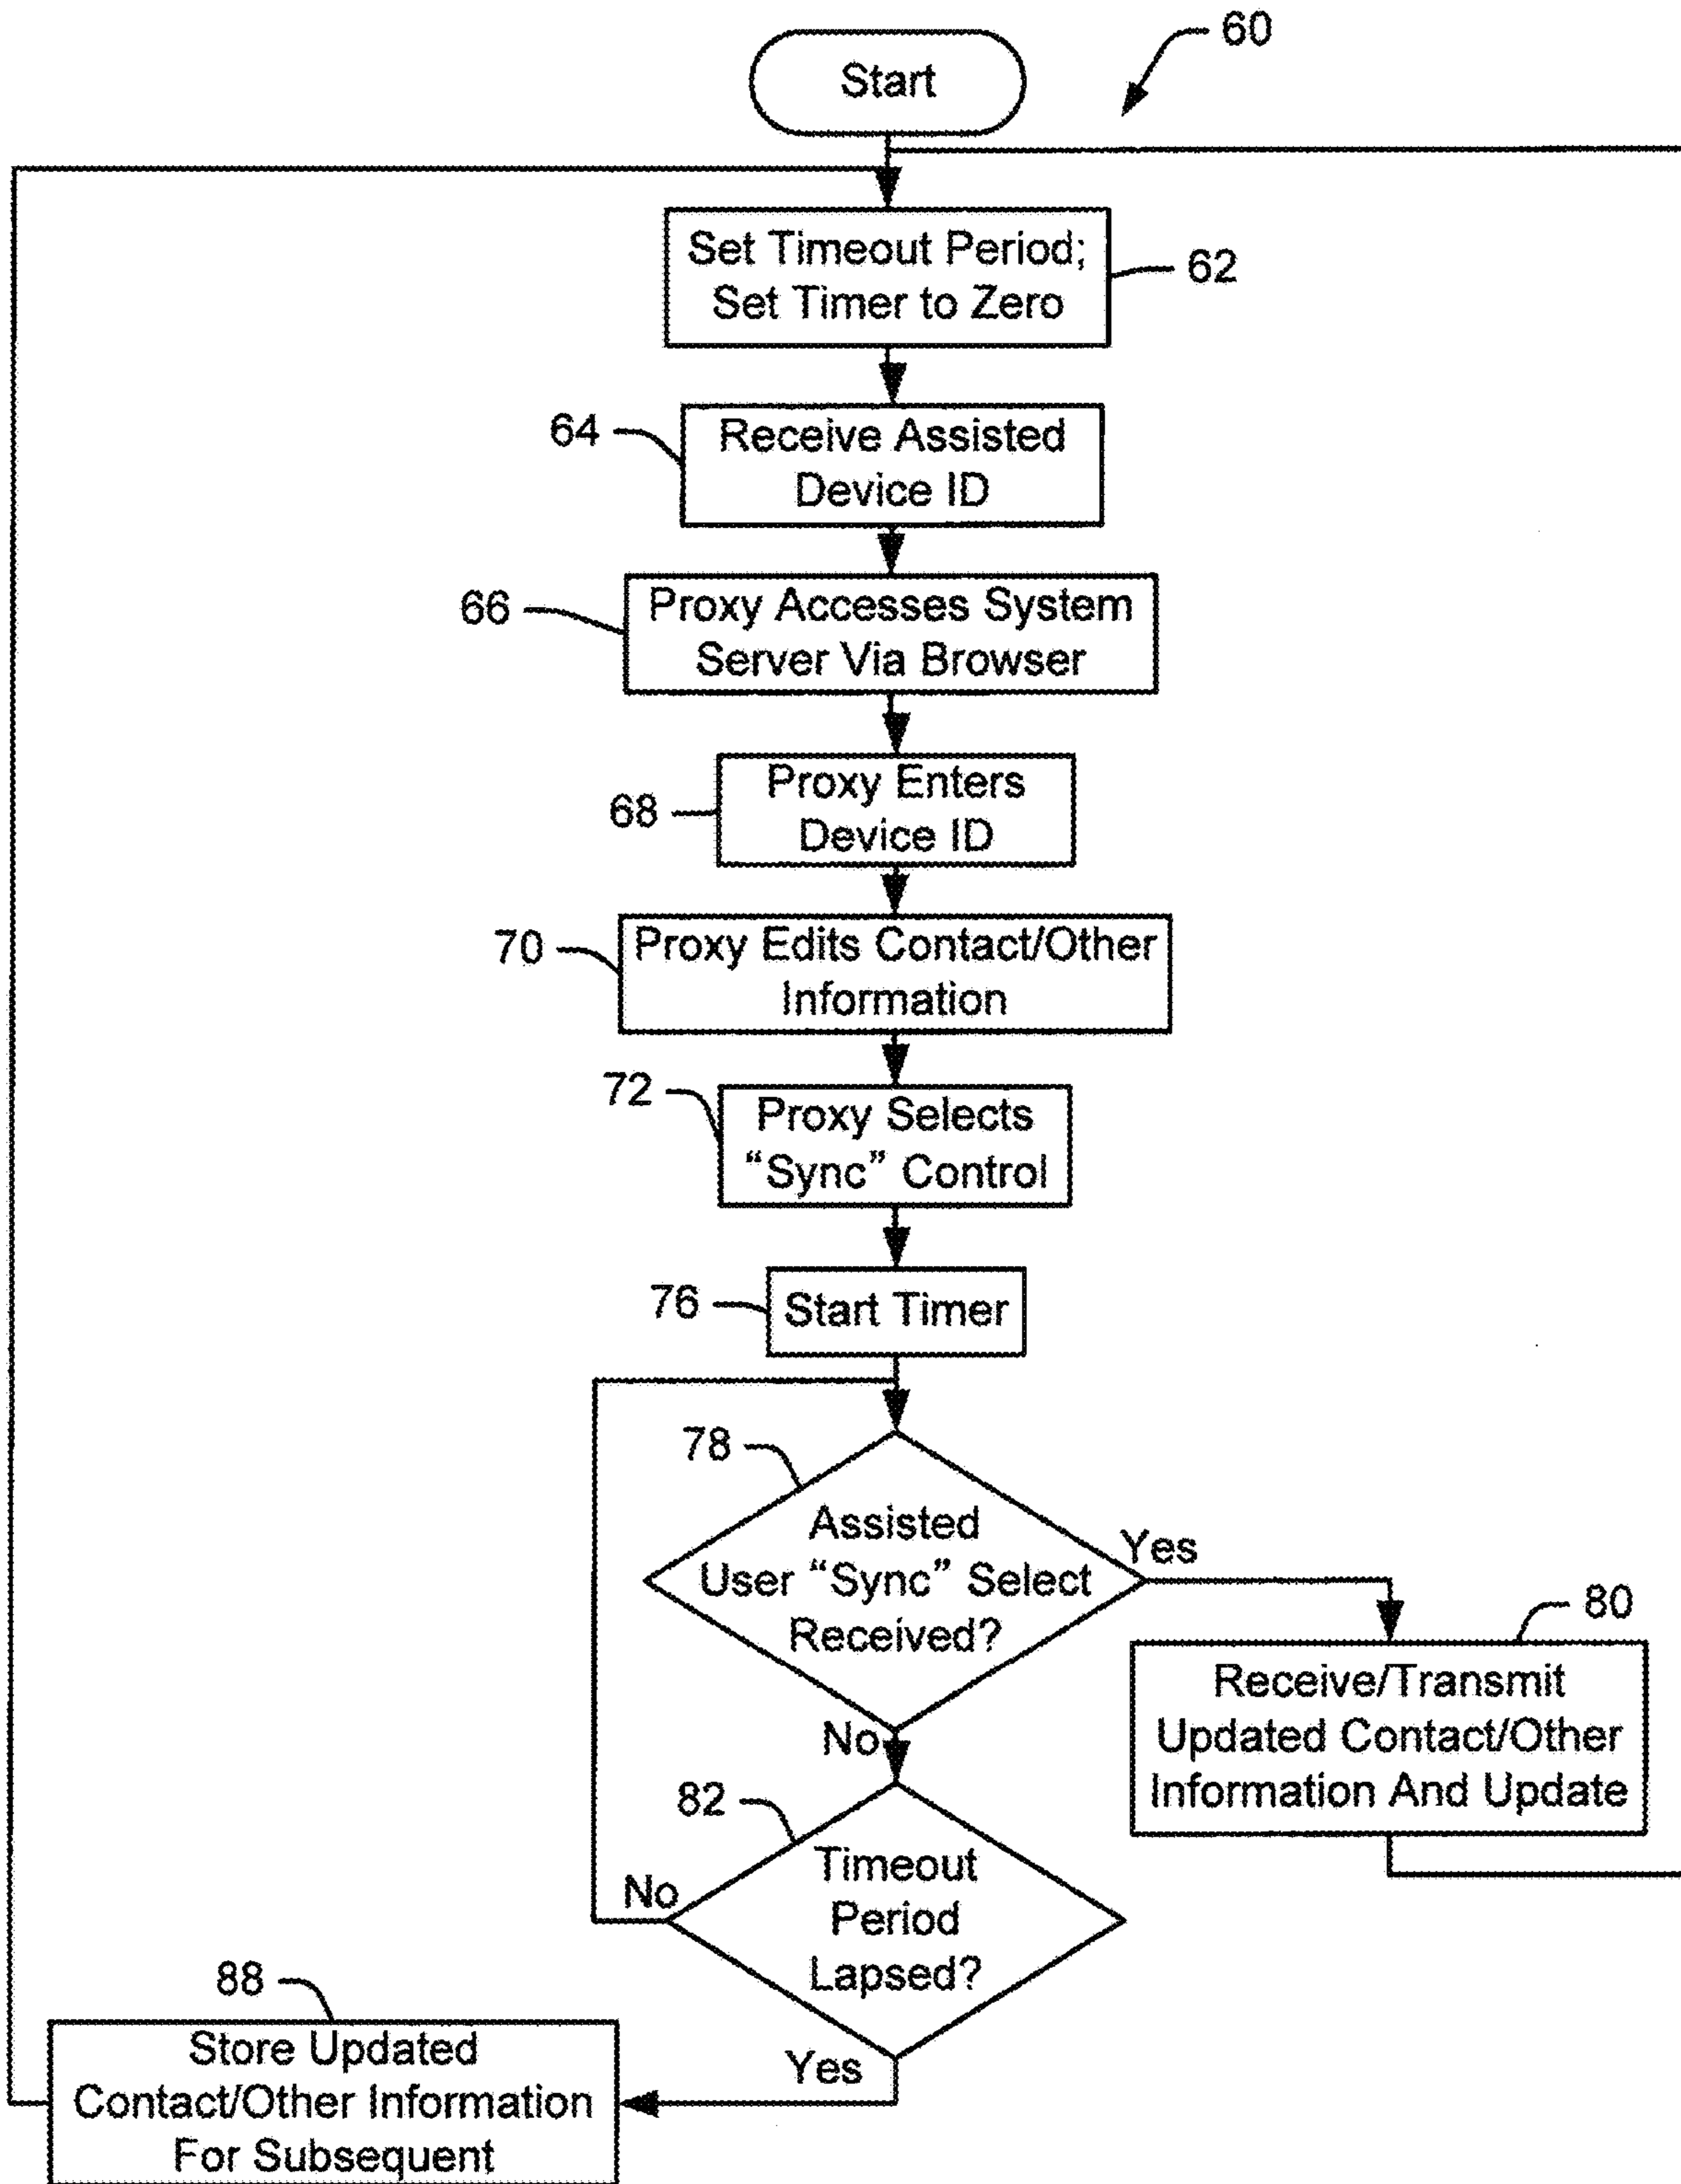 60
Start
Set Timeout Period;
Set Timer to Zero
62
64
Receive Assisted
Device ID
66
Proxy Accesses System
Server Via Browser
68
Proxy Enters
Device ID
70
Proxy Edits Contact/Other
Information
72
Proxy Selects
“Sync” Control
76
Start Timer
78
Assisted
User “Sync” Select
Received?
Yes
80
Receive/Transmit
Updated Contact/Other
Information And Update
No
82
Timeout
Period
Lapsed?
No
Yes
88
Store Updated
Contact/Other Information
For Subsequent